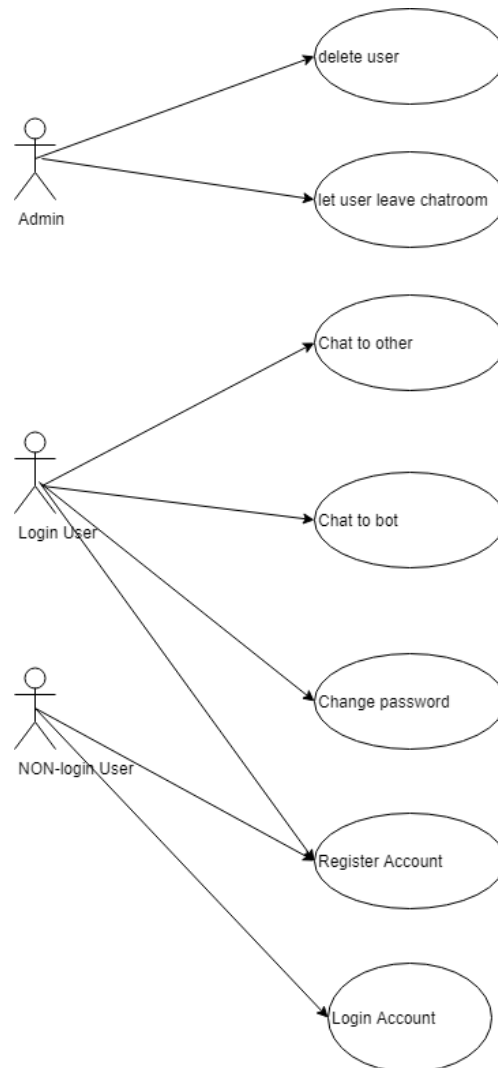 delete user
let user leave chatroom
Admin
Chat to other
Chat to bot
Login User
Change password
NON-login User
Register Account
Login Account